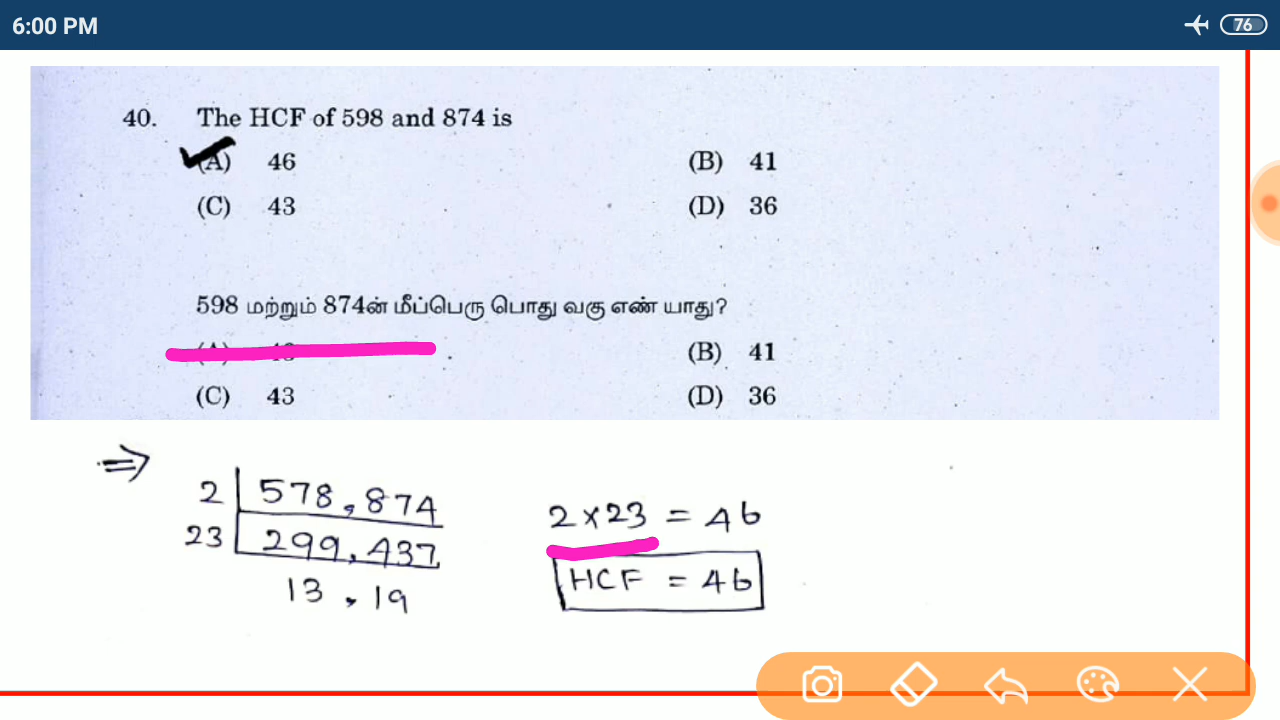 6:00 PM
76
40. The HCF of 598 and 874 is
(A) 46 (B) 41
(C) 43 (D) 36
598 மற்றும் 874ன் மீப்பெரு பொது வகு எண் யாது?
(B) 41
(C) 43 (D) 36
⇒ 2 | 578, 874
23 | 299, 437
13, 19
2 × 23 = 46
HCF = 46